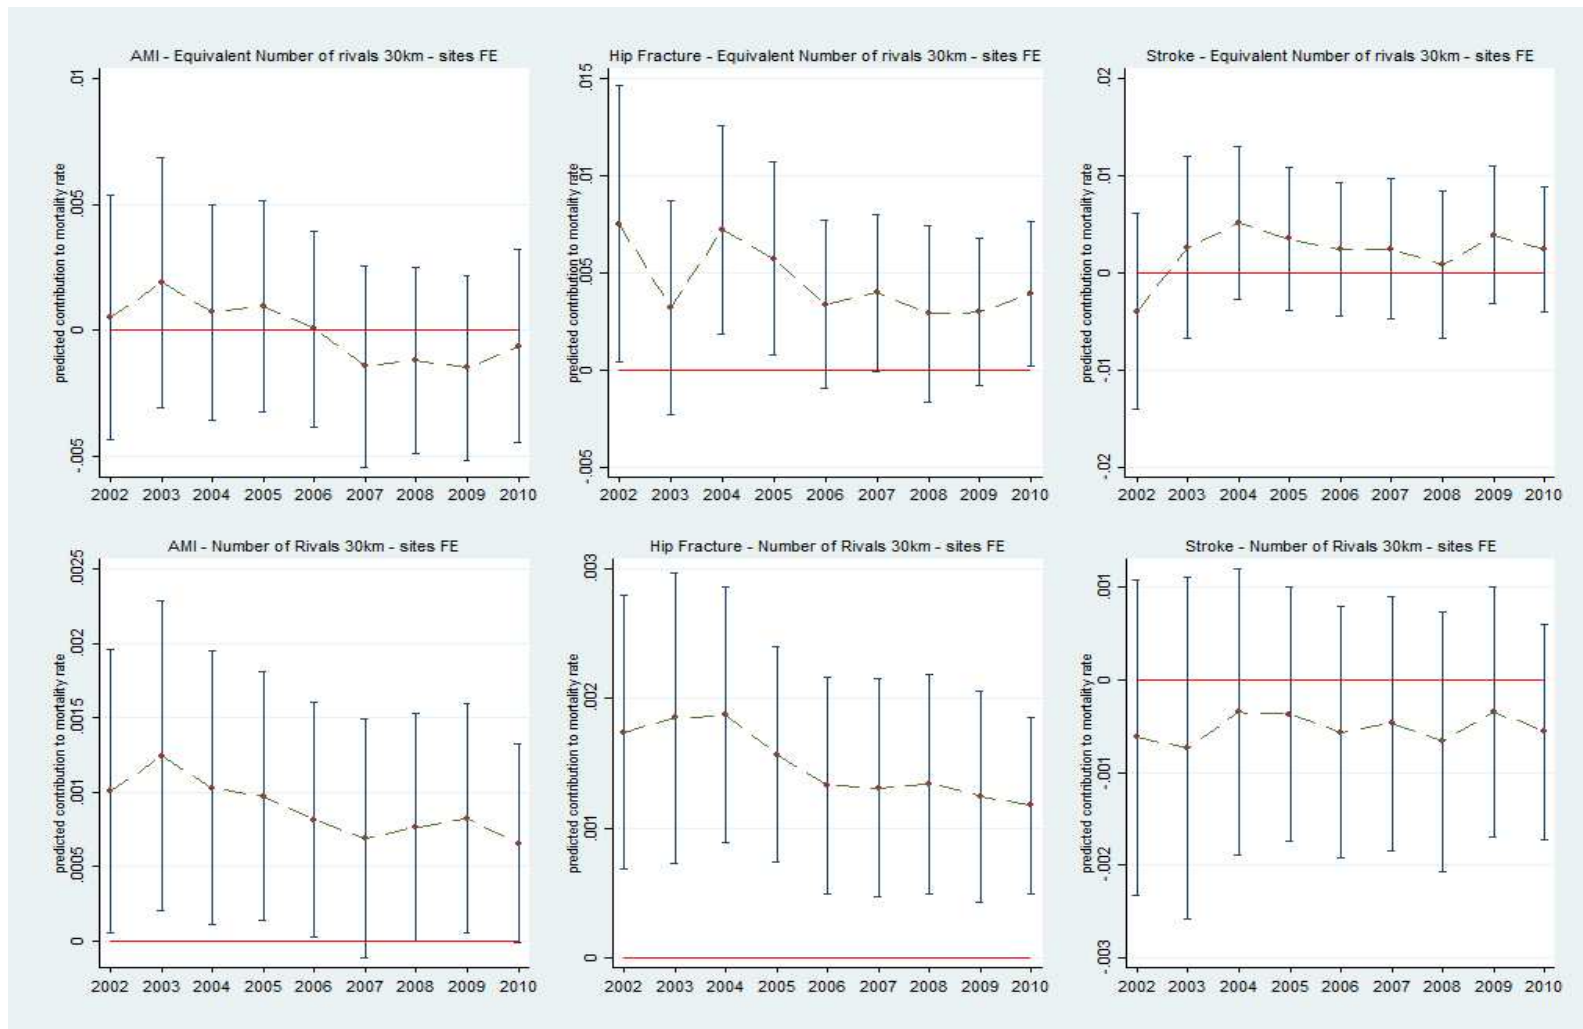 AMI - Equivalent Number of rivals 30km - sites FE
predicted contribution to mortality rate
.01
.005
0
-.005
2002 2003 2004 2005 2006 2007 2008 2009 2010
Hip Fracture - Equivalent Number of rivals 30km - sites FE
predicted contribution to mortality rate
.015
.01
.005
0
-.005
2002 2003 2004 2005 2006 2007 2008 2009 2010
Stroke - Equivalent Number of rivals 30km - sites FE
predicted contribution to mortality rate
.02
.01
0
-.01
-.02
2002 2003 2004 2005 2006 2007 2008 2009 2010
AMI - Number of Rivals 30km - sites FE
predicted contribution to mortality rate
.0025
.002
.0015
.001
.0005
0
2002 2003 2004 2005 2006 2007 2008 2009 2010
Hip Fracture - Number of Rivals 30km - sites FE
predicted contribution to mortality rate
.003
.002
.001
0
2002 2003 2004 2005 2006 2007 2008 2009 2010
Stroke - Number of Rivals 30km - sites FE
predicted contribution to mortality rate
.001
0
-.001
-.002
-.003
2002 2003 2004 2005 2006 2007 2008 2009 2010